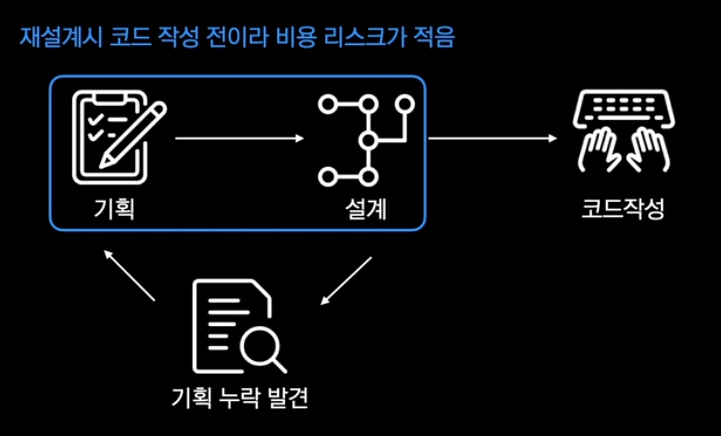 재설계시 코드 작성 전이라 비용 리스크가 적음
기획
설계
코드작성
기획 누락 발견